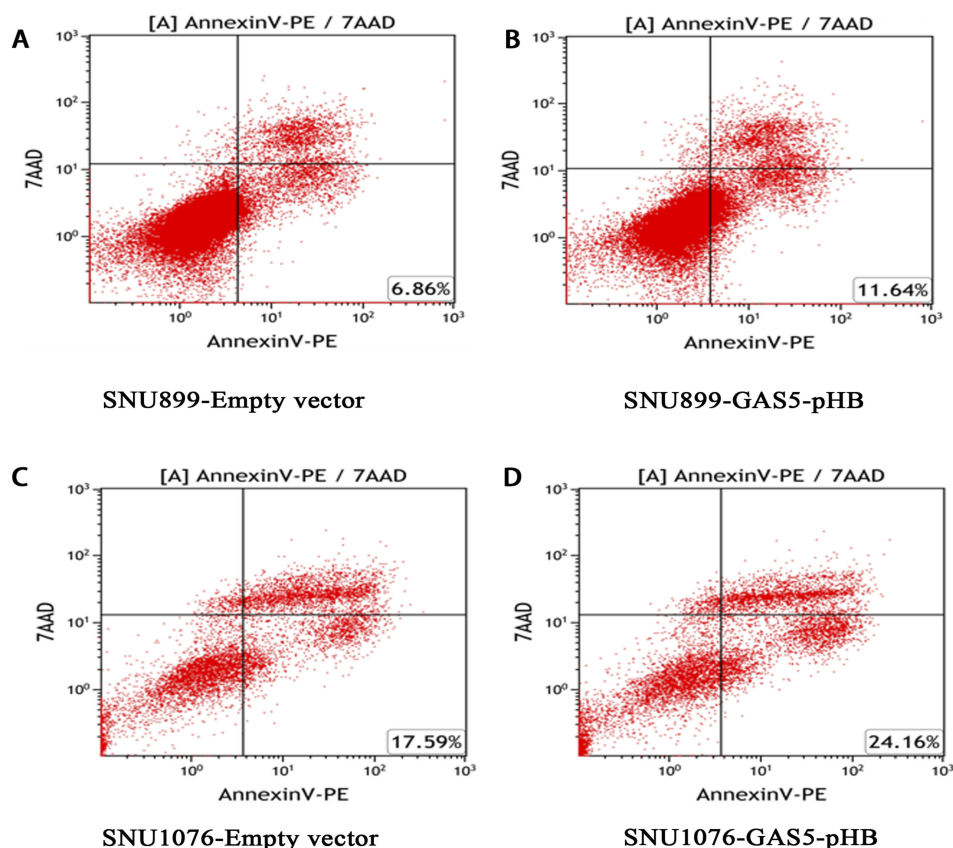 A
[A] AnnexinV-PE / 7AAD
10³
10²
10¹
10⁰
7AAD
6.86%
10⁰ 10¹ 10² 10³
AnnexinV-PE
SNU899-Empty vector
B
[A] AnnexinV-PE / 7AAD
10³
10²
10¹
10⁰
7AAD
11.64%
10⁰ 10¹ 10² 10³
AnnexinV-PE
SNU899-GAS5-pHB
C
[A] AnnexinV-PE / 7AAD
10³
10²
10¹
10⁰
7AAD
17.59%
10⁰ 10¹ 10² 10³
AnnexinV-PE
SNU1076-Empty vector
D
[A] AnnexinV-PE / 7AAD
10³
10²
10¹
10⁰
7AAD
24.16%
10⁰ 10¹ 10² 10³
AnnexinV-PE
SNU1076-GAS5-pHB